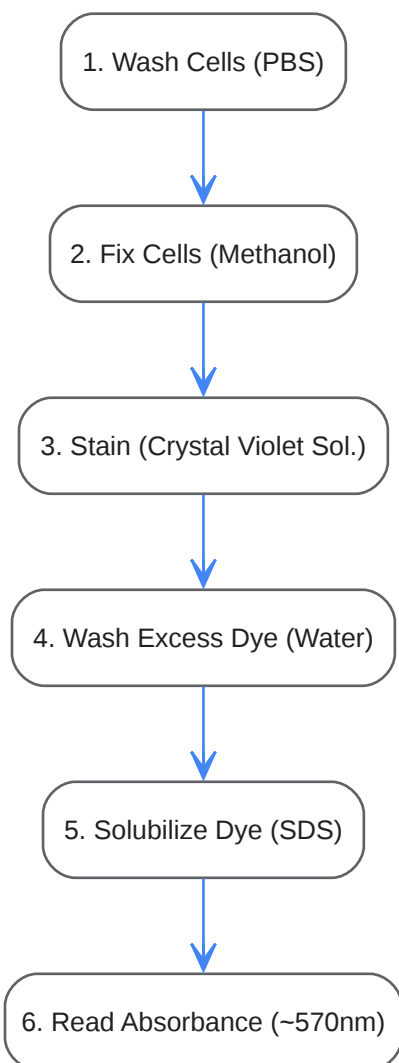 1. Wash Cells (PBS)
2. Fix Cells (Methanol)
3. Stain (Crystal Violet Sol.)
4. Wash Excess Dye (Water)
5. Solubilize Dye (SDS)
6. Read Absorbance (~570nm)